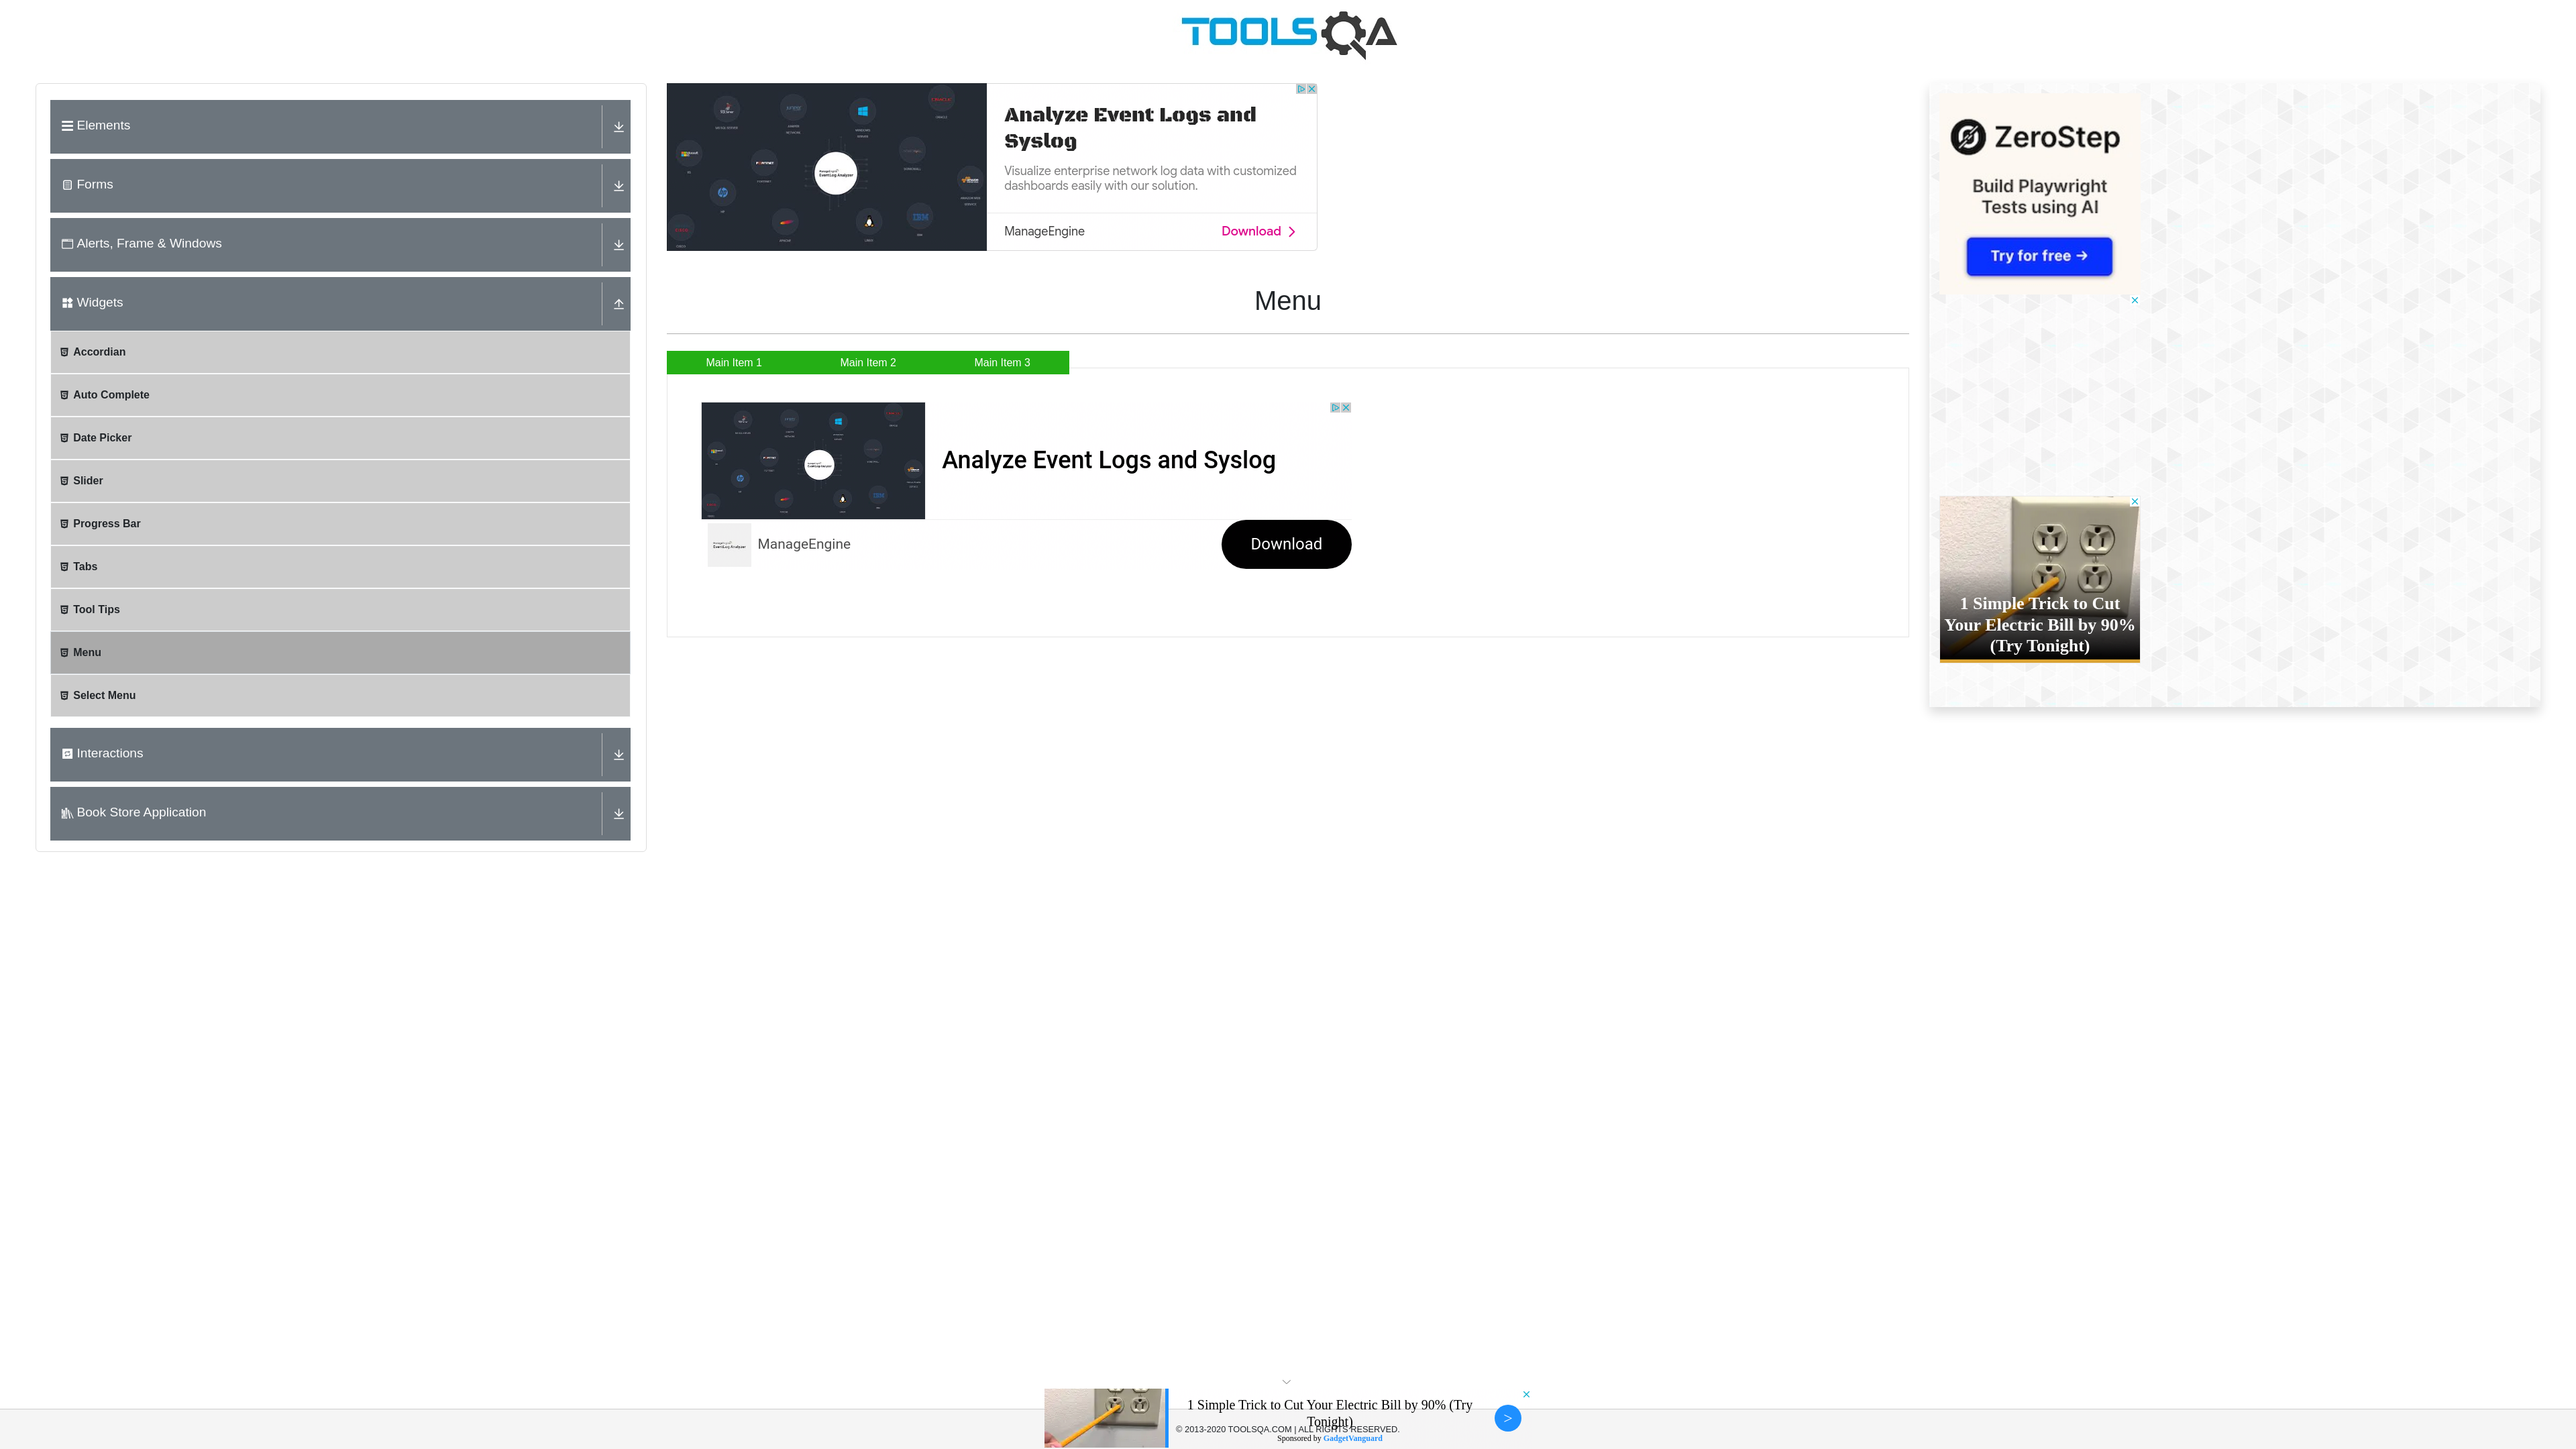 TOOLSQA
Elements
Forms
Alerts, Frame & Windows
Widgets
Accordian
Auto Complete
Date Picker
Slider
Progress Bar
Tabs
Tool Tips
Menu
Select Menu
Interactions
Book Store Application
Analyze Event Logs and
Syslog
Visualize enterprise network log data with customized
dashboards easily with our solution.
ManageEngine
Download
Menu
Main Item 1
Main Item 2
Main Item 3
Analyze Event Logs and Syslog
ManageEngine
Download
ZeroStep
Build Playwright
Tests using AI
Try for free →
1 Simple Trick to Cut
Your Electric Bill by 90%
(Try Tonight)
1 Simple Trick to Cut Your Electric Bill by 90% (Try
Tonight)
© 2013-2020 TOOLSQA.COM | ALL RIGHTS RESERVED.
Sponsored by GadgetVanguard